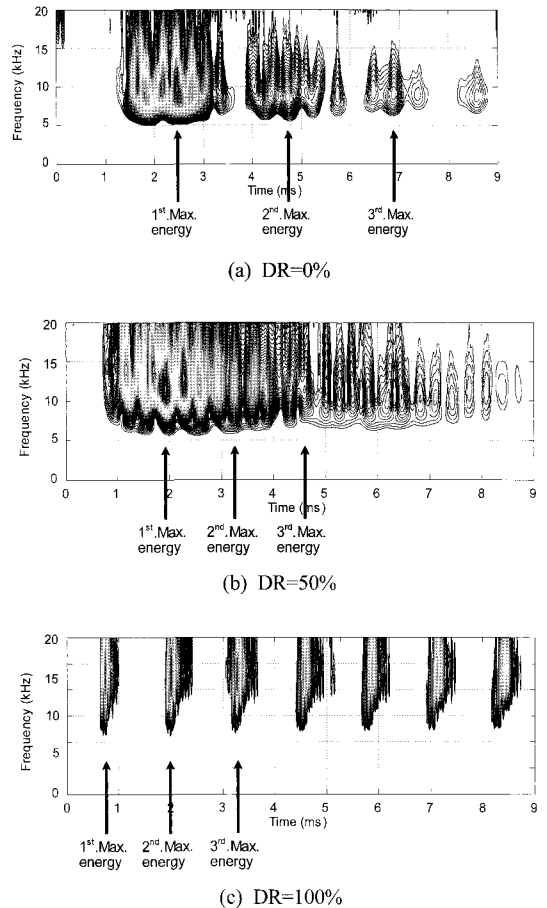 20
15
10
5
0
Frequency (kHz)
0 1 2 3 4 5 6 7 8 9
Time (ms)
1st.Max. energy
2nd.Max. energy
3rd.Max. energy
(a) DR=0%
20
15
10
5
0
Frequency (kHz)
0 1 2 3 4 5 6 7 8 9
Time (ms)
1st.Max. energy
2nd.Max. energy
3rd.Max. energy
(b) DR=50%
20
15
10
5
0
Frequency (kHz)
0 1 2 3 4 5 6 7 8 9
Time (ms)
1st.Max. energy
2nd.Max. energy
3rd.Max. energy
(c) DR=100%